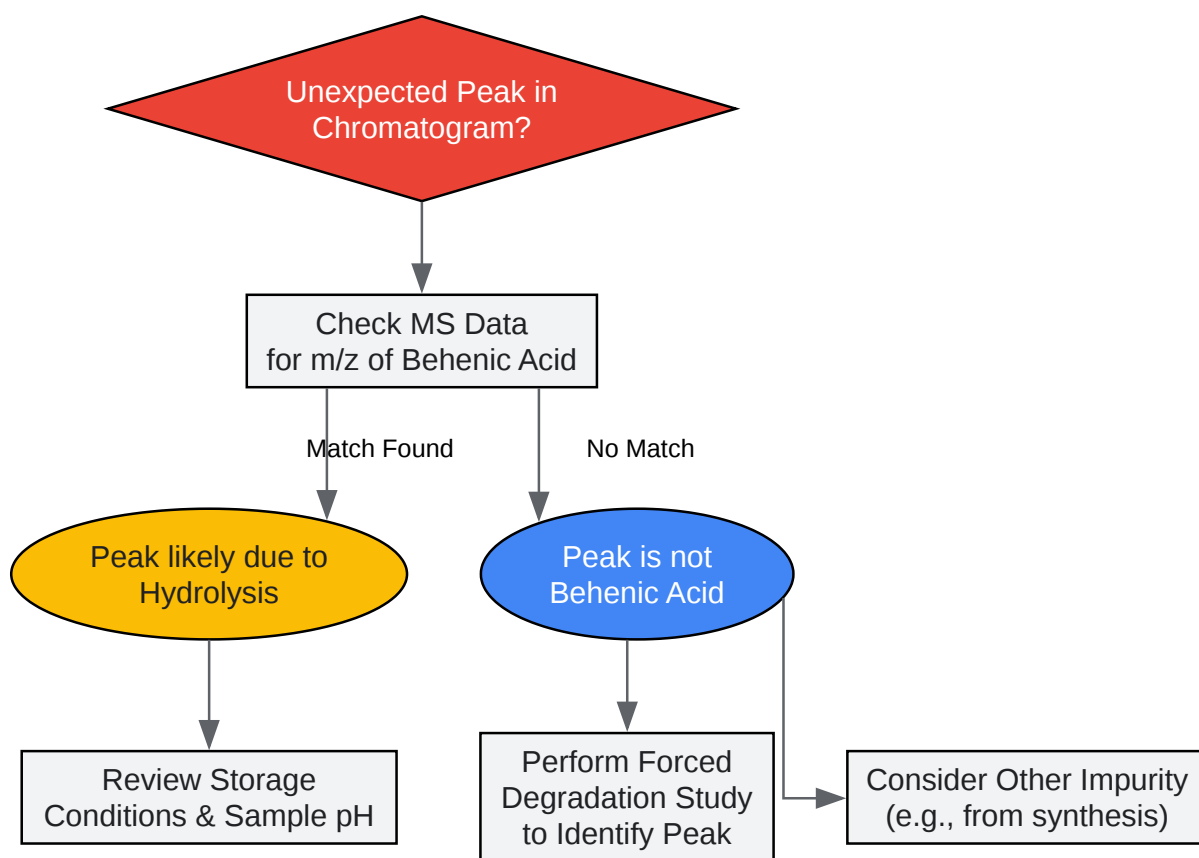 Unexpected Peak in
Chromatogram?
Check MS Data
for m/z of Behenic Acid
Match Found
No Match
Peak likely due to
Hydrolysis
Peak is not
Behenic Acid
Review Storage
Conditions & Sample pH
Perform Forced
Degradation Study
to Identify Peak
Consider Other Impurity
(e.g., from synthesis)